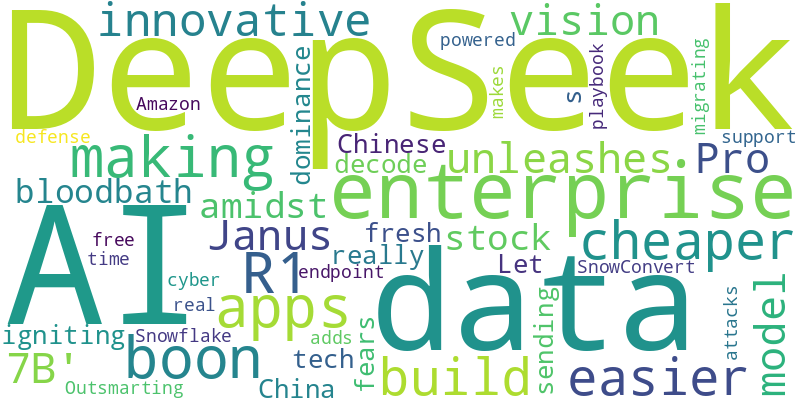 DeepSeek
innovative
vision
powered
Amazon
dominance
makes
s
playbook
migrating
defense
support
making
Chinese
decode
unleashes
Pro
bloodbath
amidst
enterprise
AI
free
time
Janus
fresh
stock
cheaper
R1
really
endpoint
Let
SnowConvert
data
cyber
real
apps
igniting
Snowflake
adds
fears
sending
attacks
model
7B'
boon
tech
Outsmarting
China
build
easier